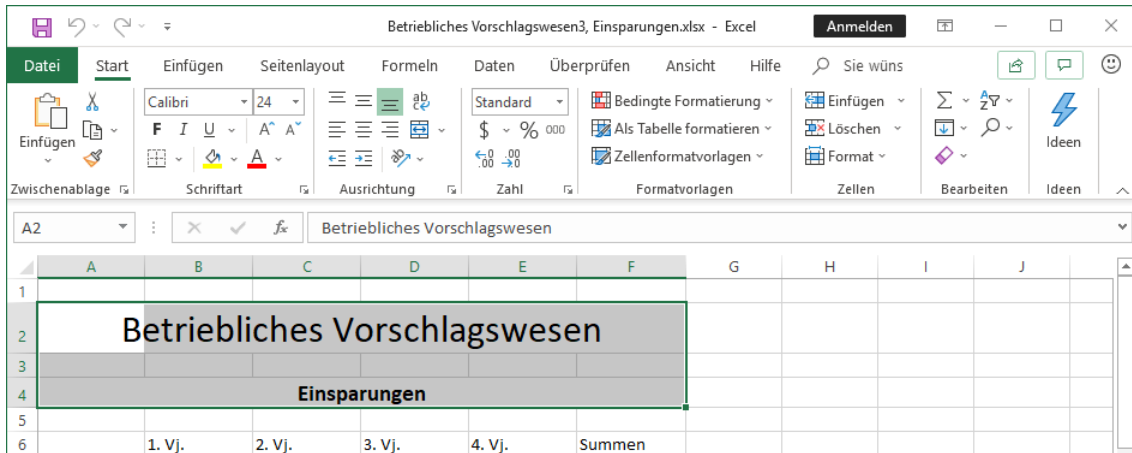 Betriebliches Vorschlagswesen3, Einsparungen.xlsx - Excel Anmelden
Datei Start Einfügen Seitenlayout Formeln Daten Überprüfen Ansicht Hilfe Sie wüns
Calibri 24 ab Standard Bedingte Formatierung Einfügen
Einfügen F K U A A $ % 000 Als Tabelle formatieren Löschen Ideen
A Zellenformatvorlagen Format
Zwischenablage Schriftart Ausrichtung Zahl Formatvorlagen Zellen Bearbeiten Ideen
A2 fx Betriebliches Vorschlagswesen
A B C D E F G H I J
1
2 Betriebliches Vorschlagswesen
3
4 Einsparungen
5
6 1. Vj. 2. Vj. 3. Vj. 4. Vj. Summen